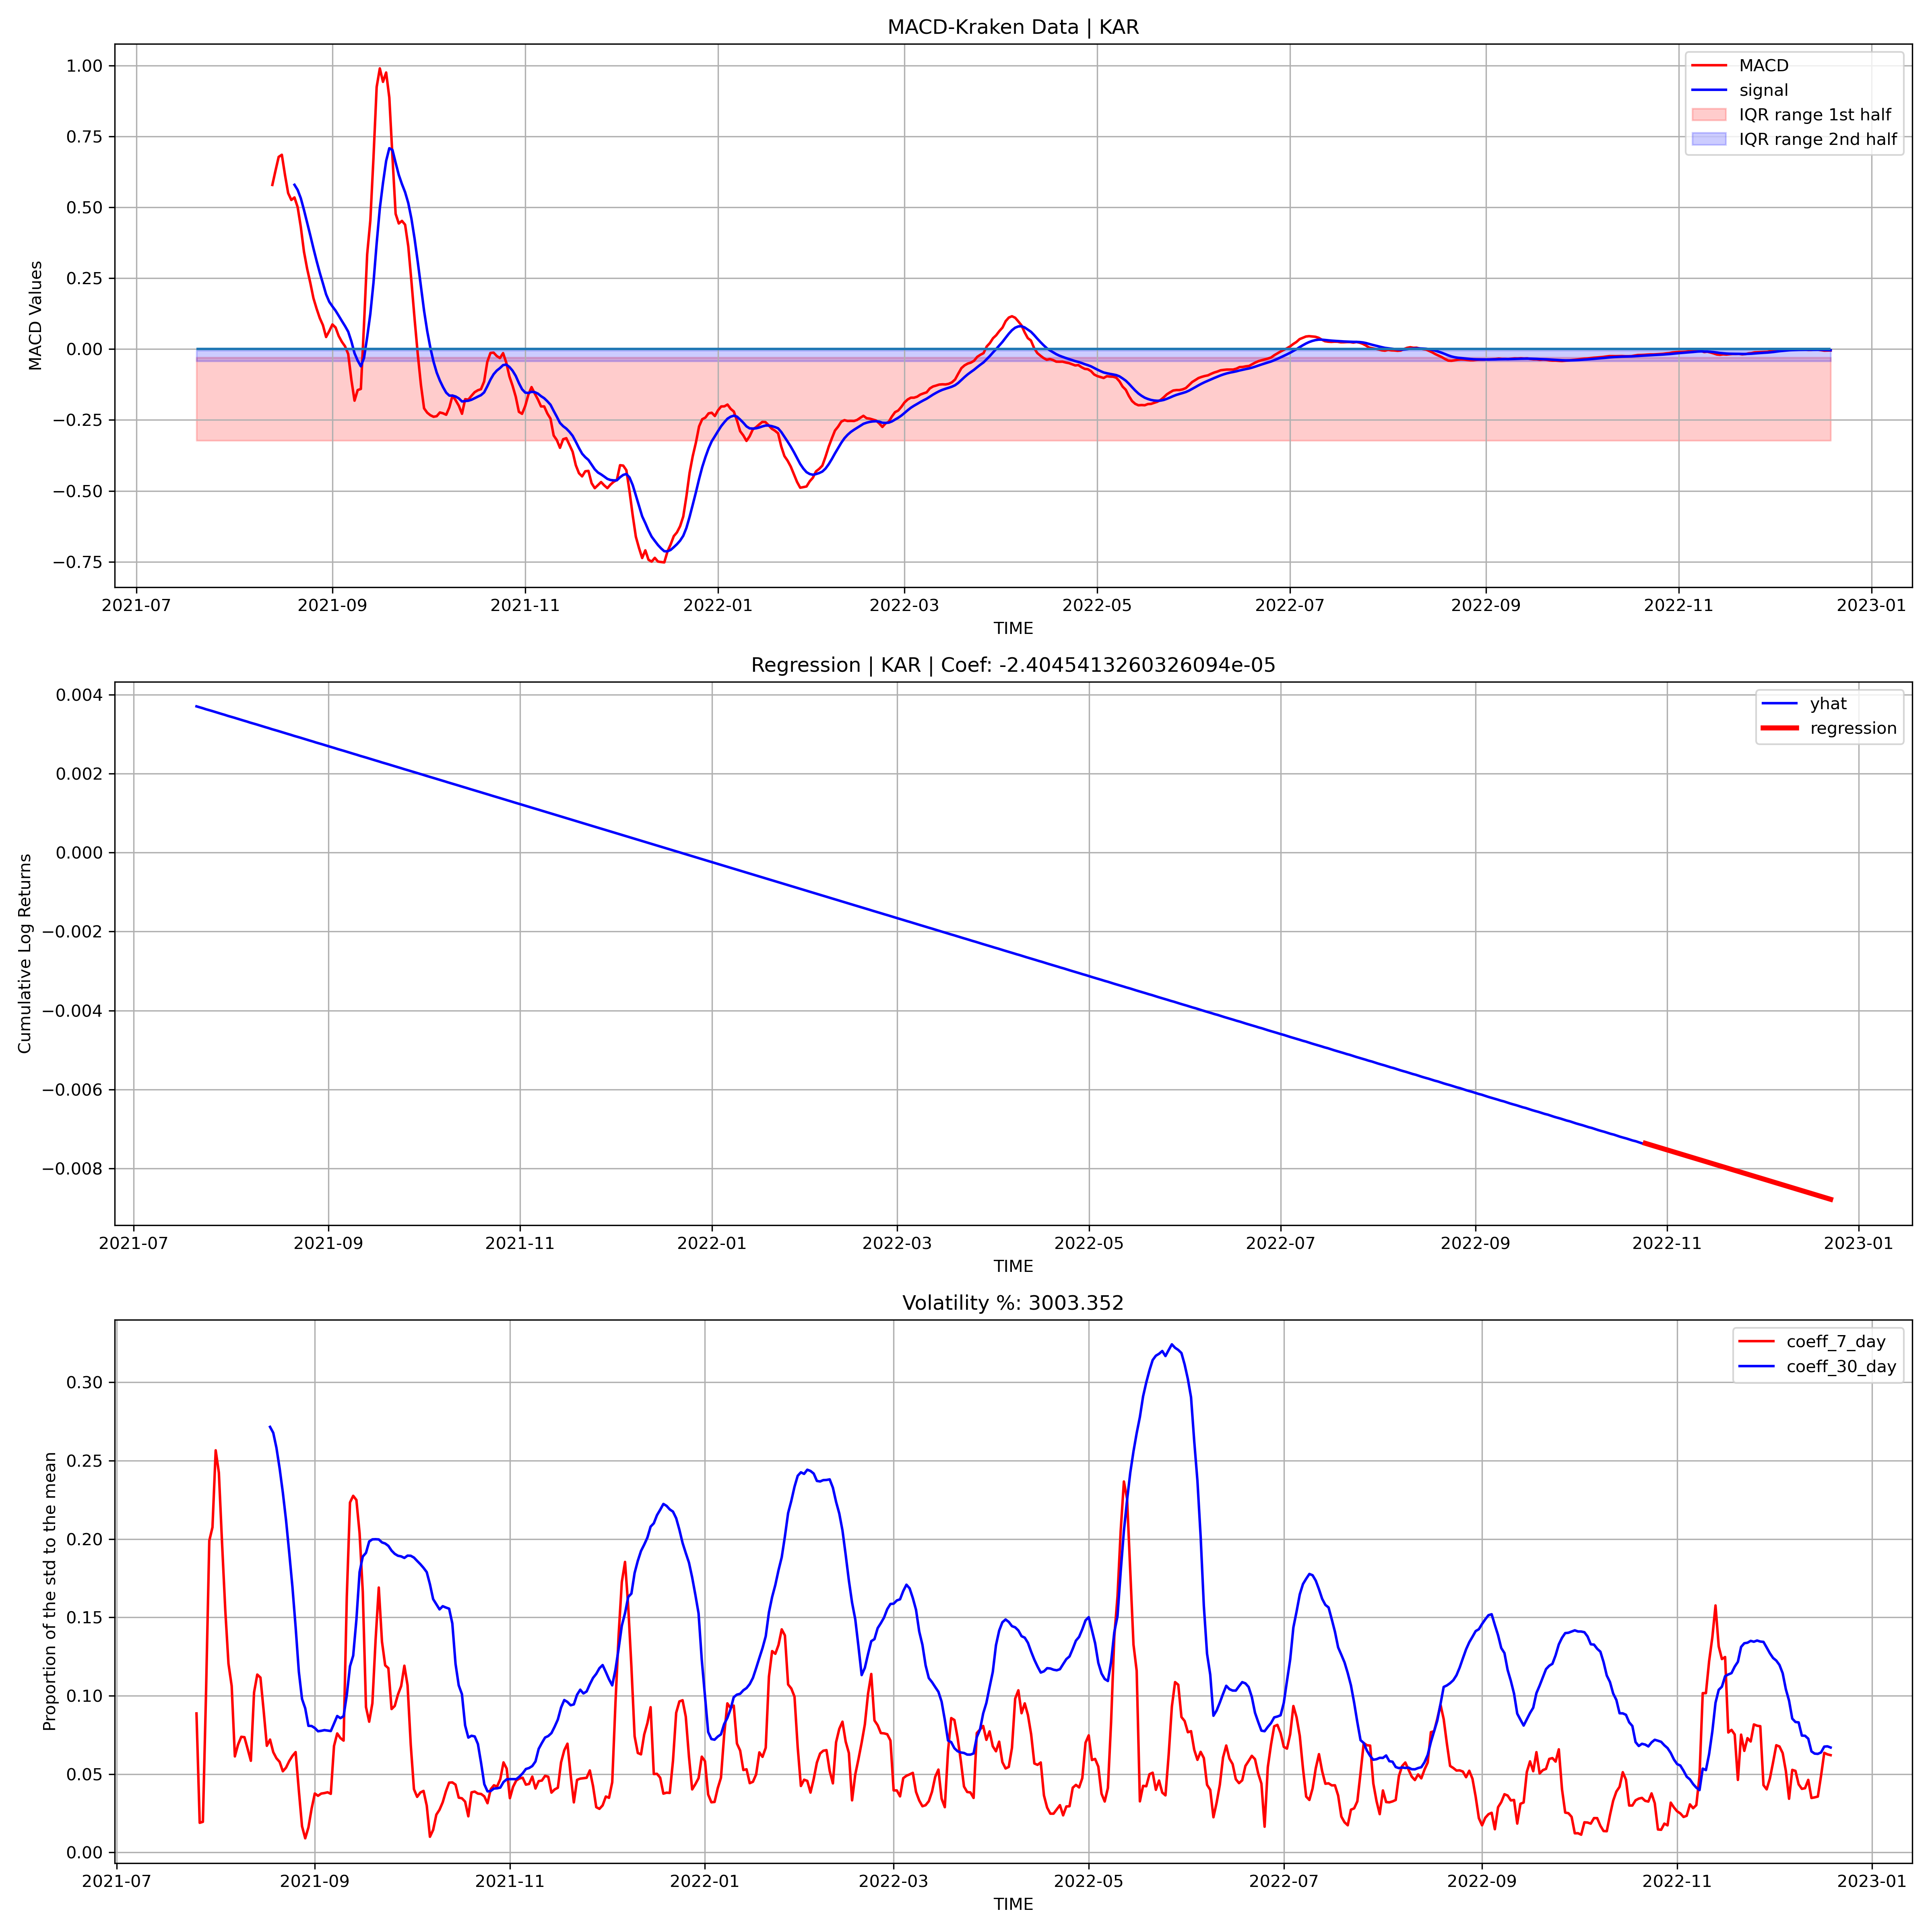 MACD-Kraken Data | KAR
MACD Values
1.00
0.75
0.50
0.25
0.00
−0.25
−0.50
−0.75
MACD
signal
IQR range 1st half
IQR range 2nd half
2021-07 2021-09 2021-11 2022-01 2022-03 2022-05 2022-07 2022-09 2022-11 2023-01
TIME
Regression | KAR | Coef: -2.4045413260326094e-05
Cumulative Log Returns
0.004
0.002
0.000
−0.002
−0.004
−0.006
−0.008
yhat
regression
2021-07 2021-09 2021-11 2022-01 2022-03 2022-05 2022-07 2022-09 2022-11 2023-01
TIME
Volatility %: 3003.352
Proportion of the std to the mean
0.30
0.25
0.20
0.15
0.10
0.05
0.00
coeff_7_day
coeff_30_day
2021-07 2021-09 2021-11 2022-01 2022-03 2022-05 2022-07 2022-09 2022-11 2023-01
TIME